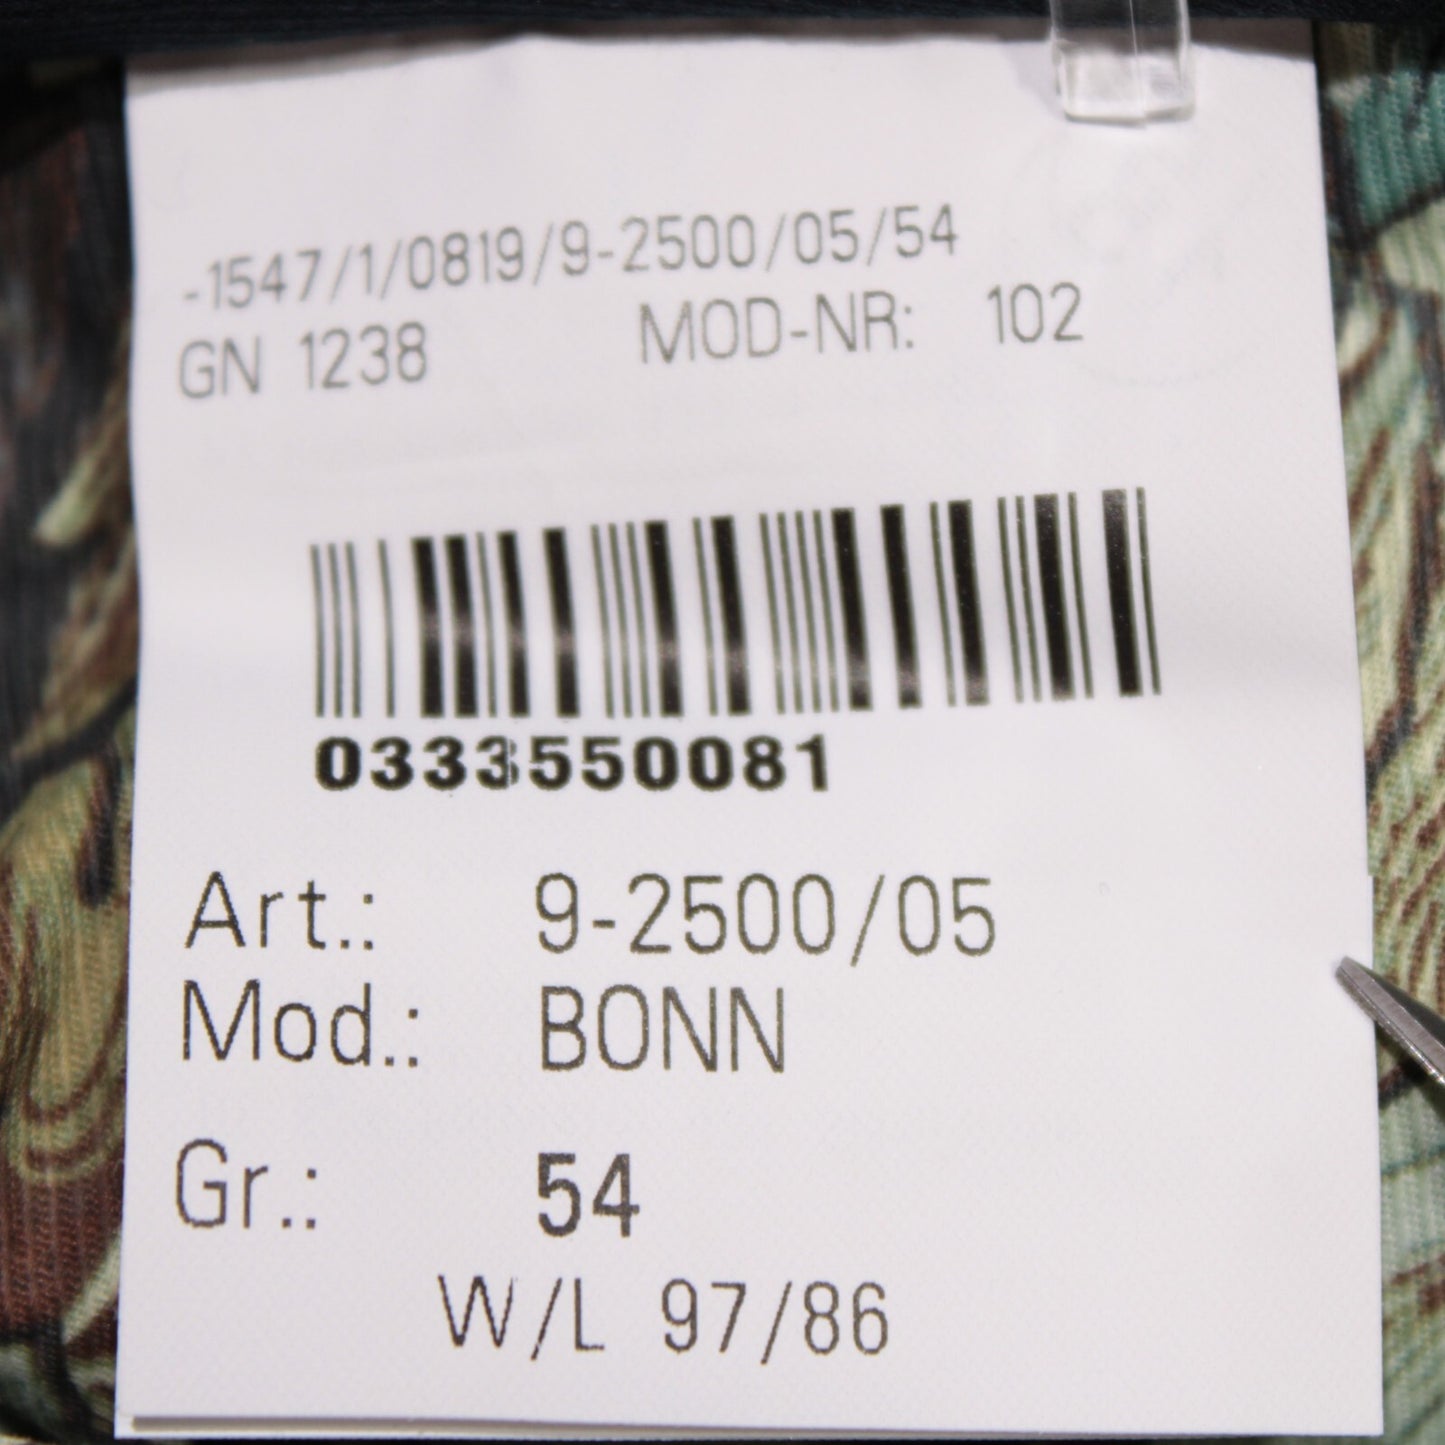 -1547/1/0819/9-2500/05/54
GN 1238 MOD-NR: 102
0333550081
Art.: 9-2500/05
Mod.: BONN
Gr.: 54
W/L 97/86